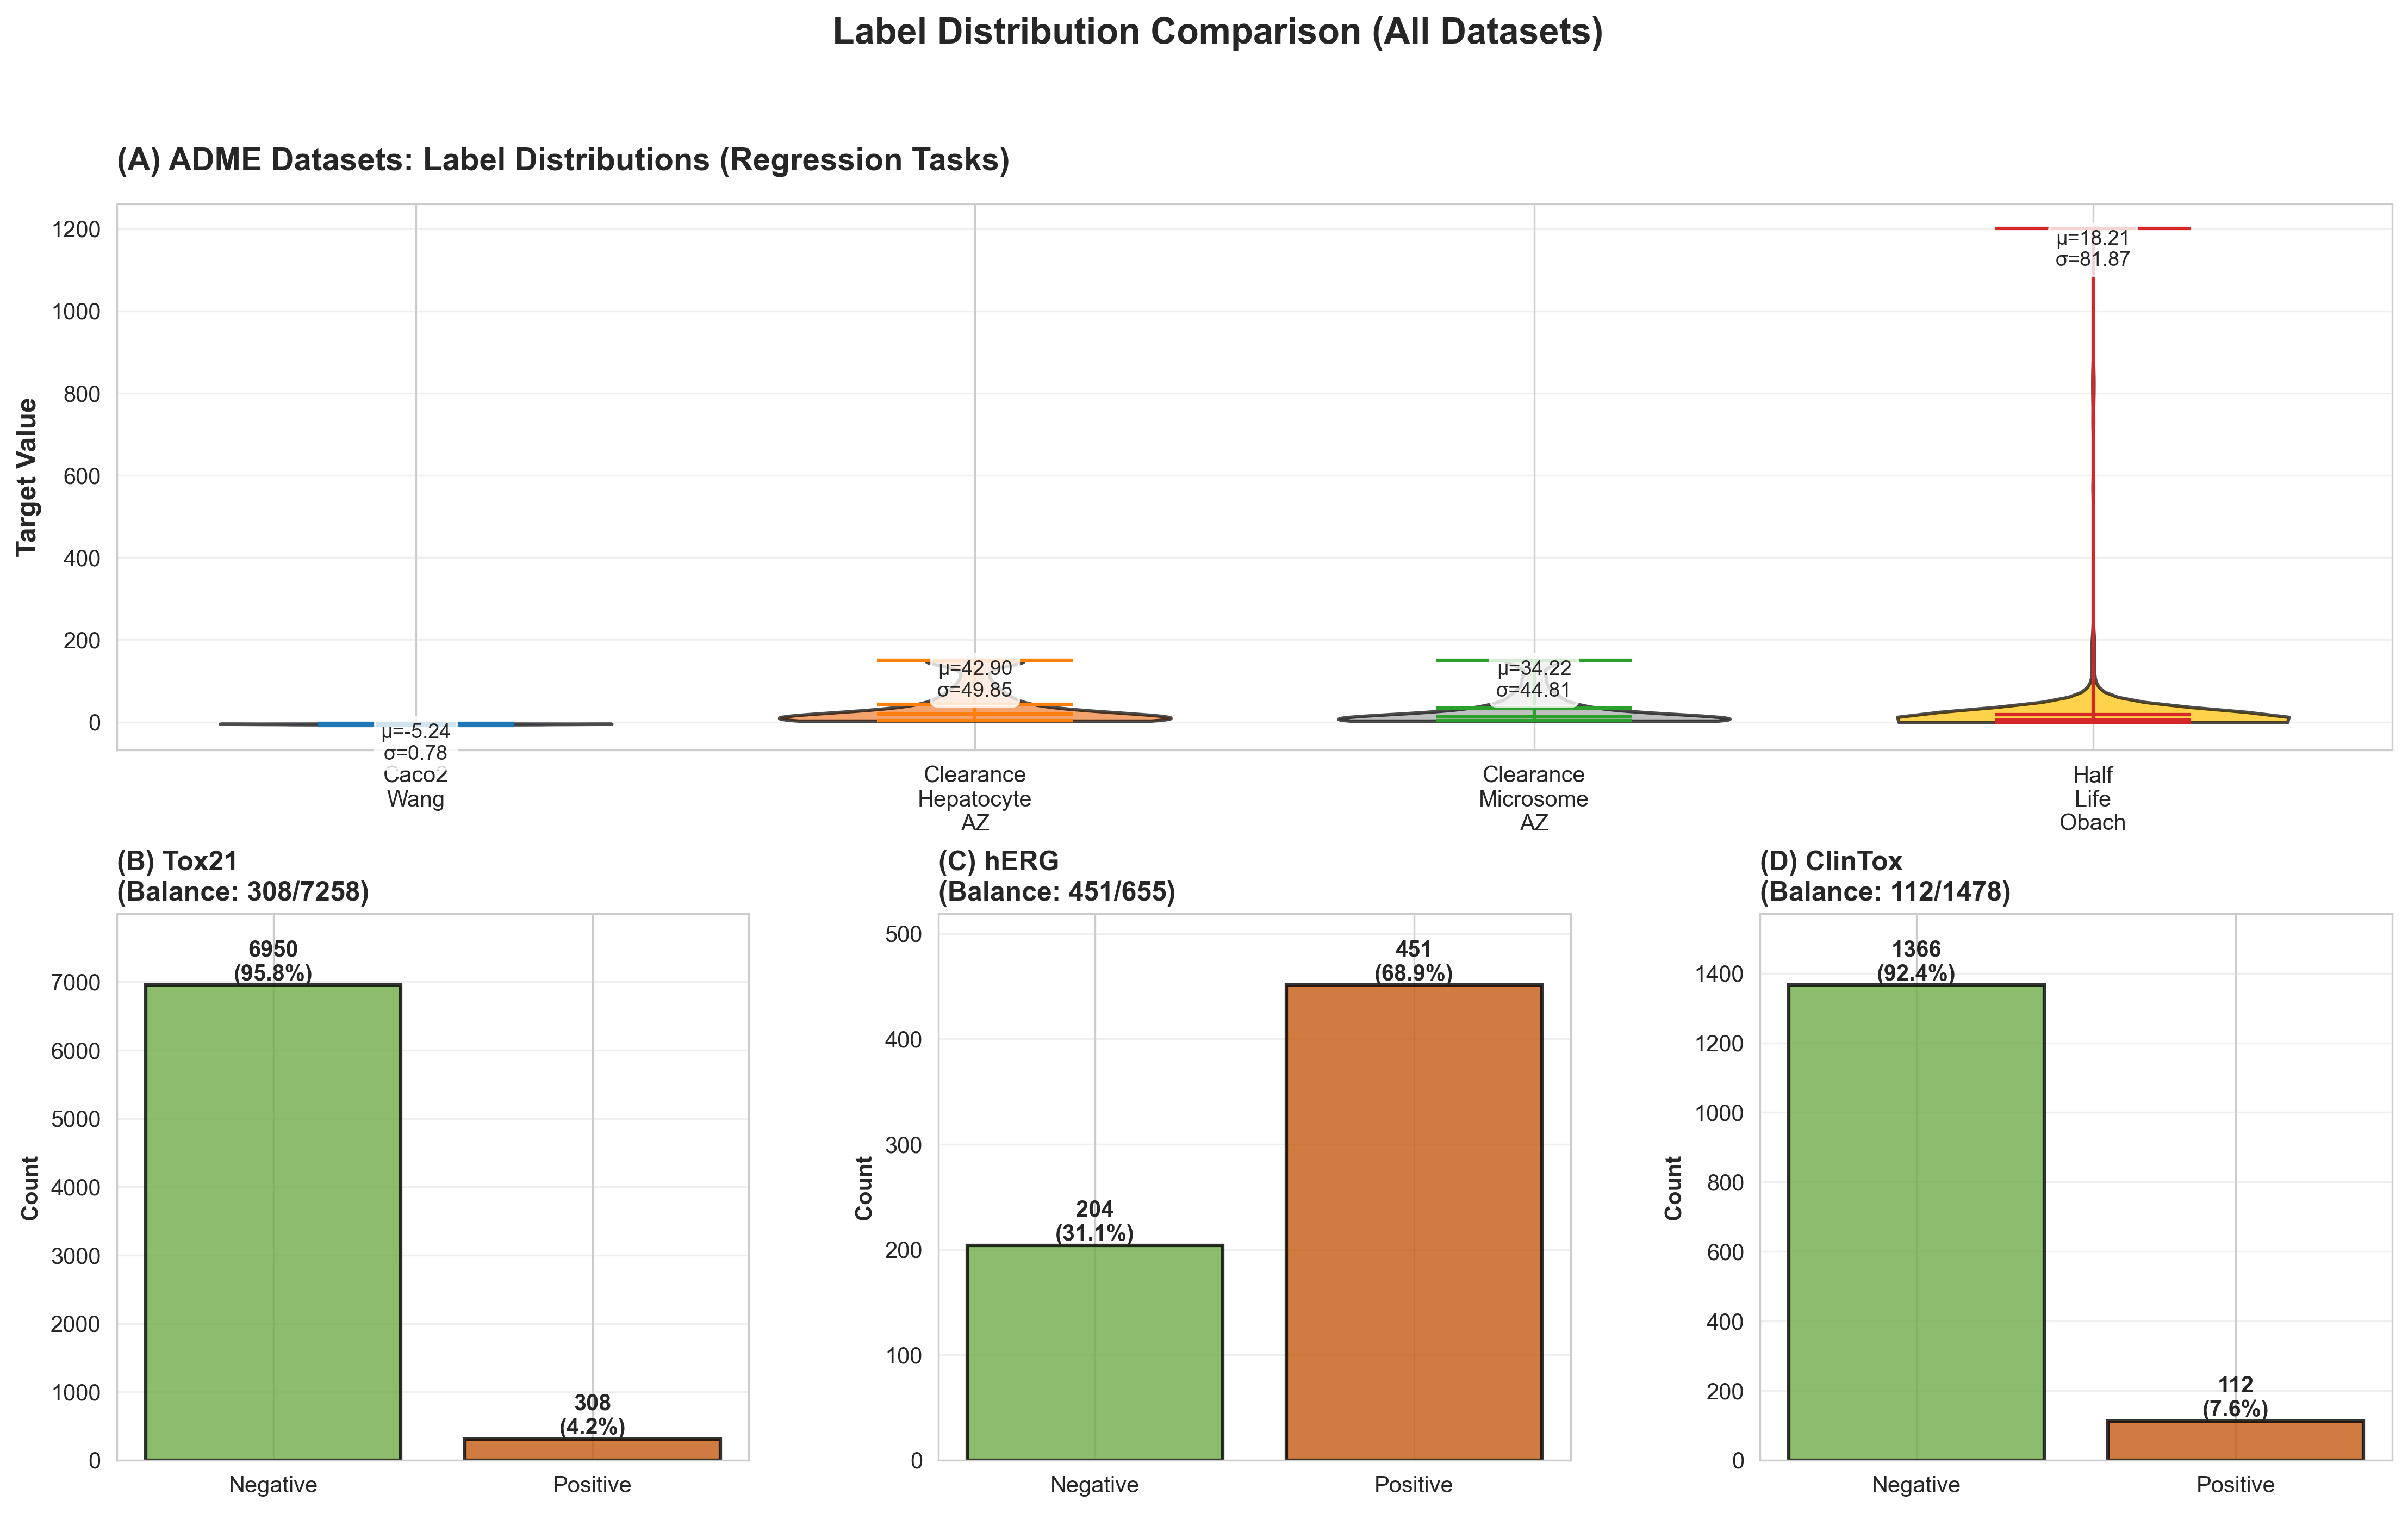 Label Distribution Comparison (All Datasets)
(A) ADME Datasets: Label Distributions (Regression Tasks)
Target Value
1200
1000
800
600
400
200
0
μ=-5.24
σ=0.78
μ=42.90
σ=49.85
μ=34.22
σ=44.81
μ=18.21
σ=81.87
Caco2
Wang
Clearance
Hepatocyte
AZ
Clearance
Microsome
AZ
Half
Life
Obach
(B) Tox21
(Balance: 308/7258)
Count
7000
6000
5000
4000
3000
2000
1000
0
6950
(95.8%)
308
(4.2%)
Negative
Positive
(C) hERG
(Balance: 451/655)
Count
500
400
300
200
100
0
204
(31.1%)
451
(68.9%)
Negative
Positive
(D) ClinTox
(Balance: 112/1478)
Count
1400
1200
1000
800
600
400
200
0
1366
(92.4%)
112
(7.6%)
Negative
Positive